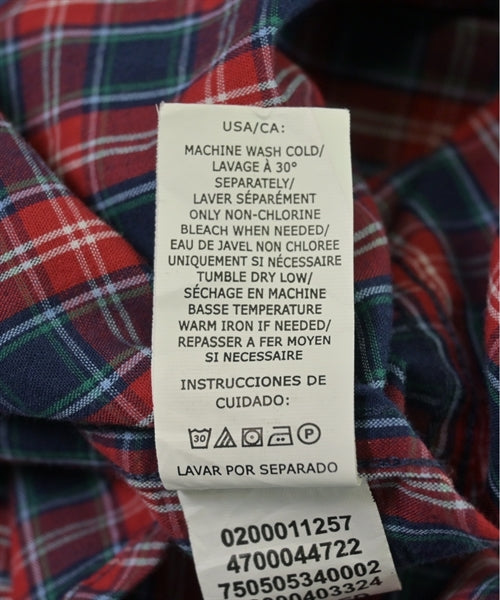 USA/CA:
MACHINE WASH COLD/
LAVAGE À 30°
SEPARATELY/
LAVER SÉPARÉMENT
ONLY NON-CHLORINE
BLEACH WHEN NEEDED/
EAU DE JAVEL NON CHLOREE
UNIQUEMENT SI NÉCESSAIRE
TUMBLE DRY LOW/
SÉCHAGE EN MACHINE
BASSE TEMPERATURE
WARM IRON IF NEEDED/
REPASSER A FER MOYEN
SI NECESSAIRE
INSTRUCCIONES DE
CUIDADO:
30 P
LAVAR POR SEPARADO
0200011257
4700044722
750505340002